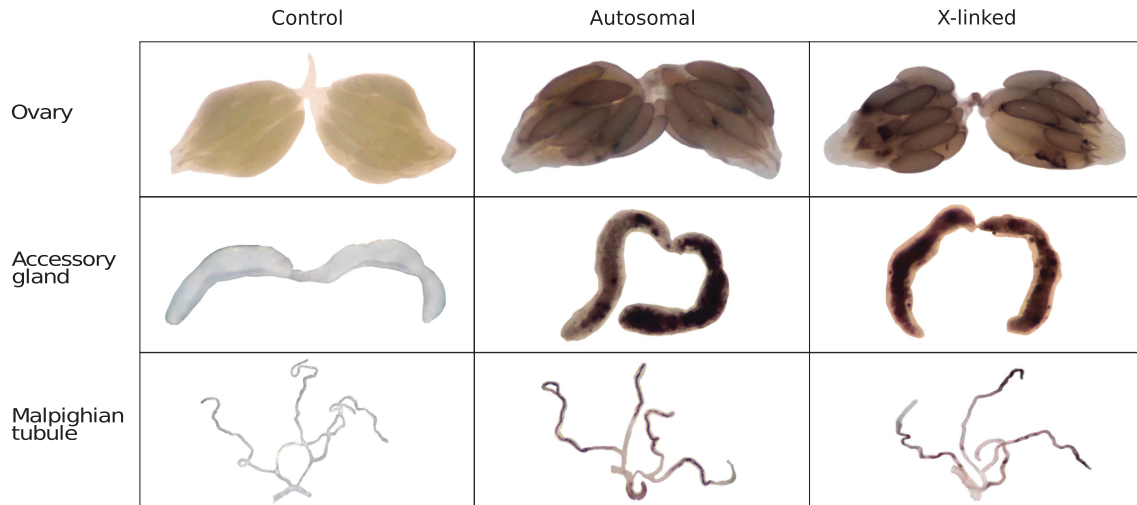 Control
Autosomal
X-linked
Ovary
Accessory
gland
Malpighian
tubule